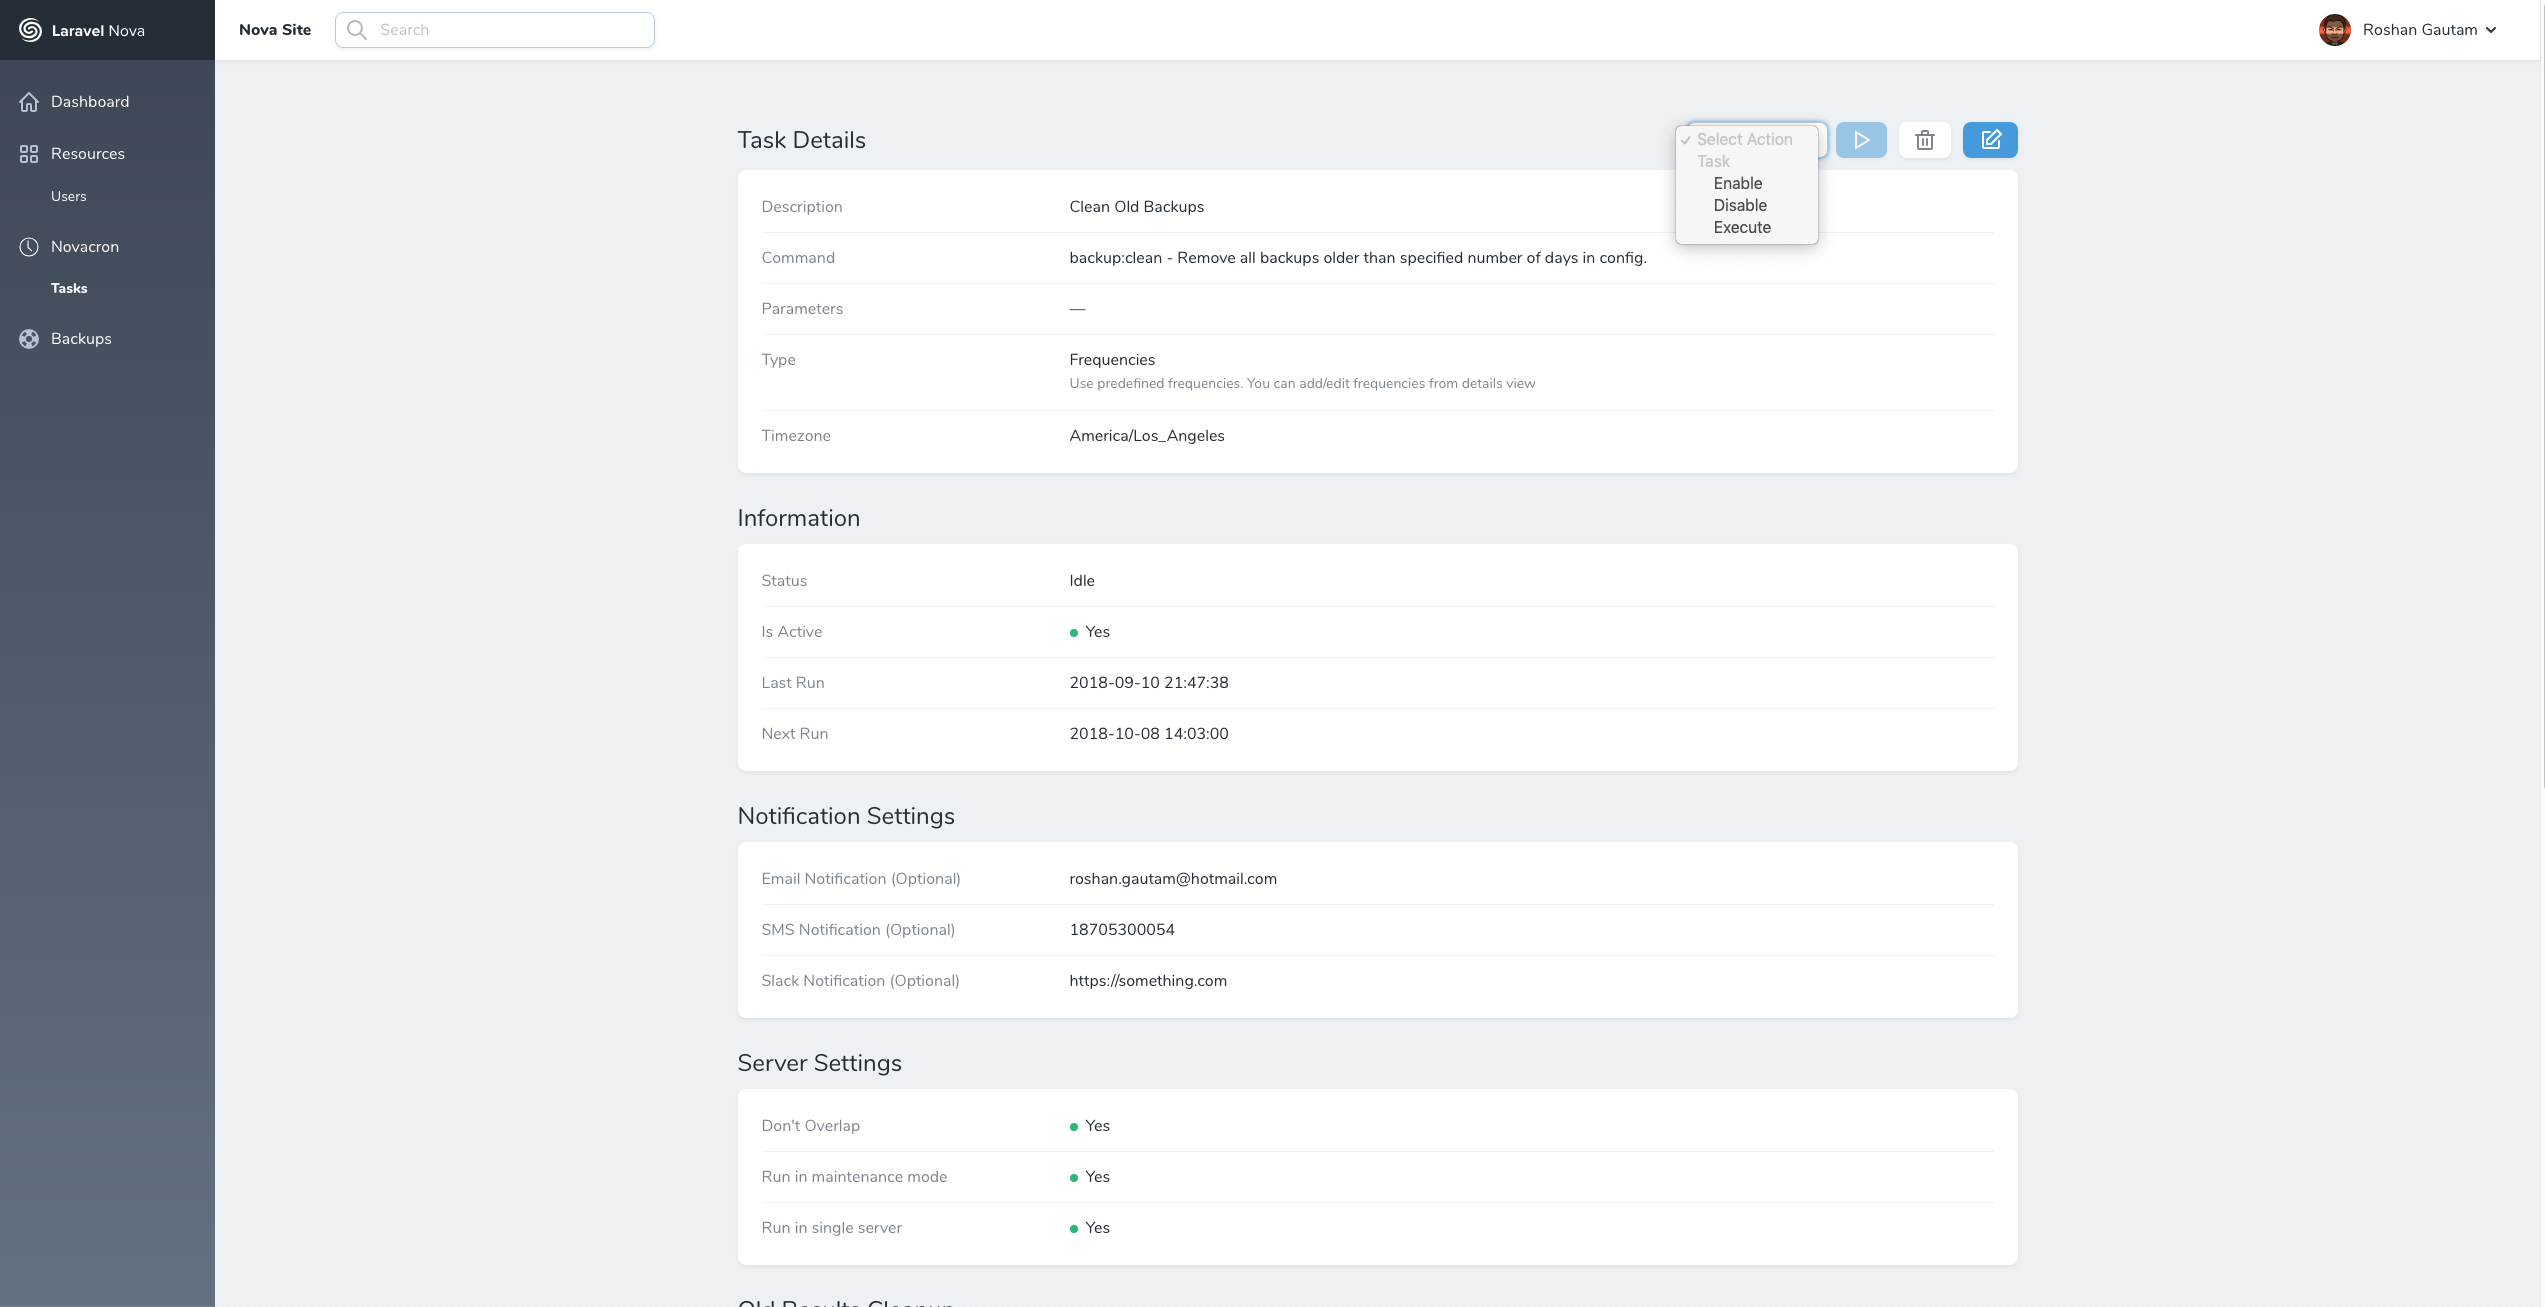 Laravel Nova
Nova Site
Search
Roshan Gautam
Dashboard
Resources
Users
Novacron
Tasks
Backups
Task Details
✓ Select Action
Task
Enable
Disable
Execute
Description Clean Old Backups
Command backup:clean - Remove all backups older than specified number of days in config.
Parameters —
Type Frequencies
Use predefined frequencies. You can add/edit frequencies from details view
Timezone America/Los_Angeles
Information
Status Idle
Is Active Yes
Last Run 2018-09-10 21:47:38
Next Run 2018-10-08 14:03:00
Notification Settings
Email Notification (Optional) roshan.gautam@hotmail.com
SMS Notification (Optional) 18705300054
Slack Notification (Optional) https://something.com
Server Settings
Don't Overlap Yes
Run in maintenance mode Yes
Run in single server Yes
Old Results Cleanup